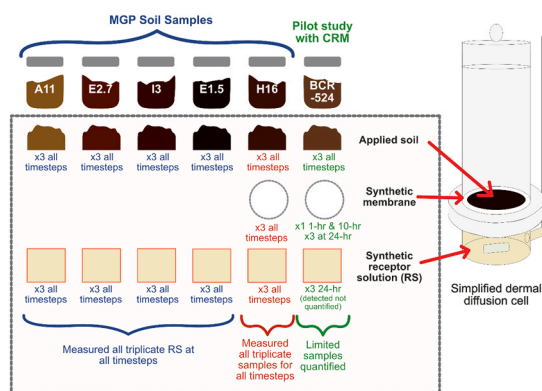 MGP Soil Samples
Pilot study
with CRM
A11
E2.7
I3
E1.5
H16
BCR
-524
x3 all
timesteps
x3 all
timesteps
x3 all
timesteps
x3 all
timesteps
x3 all
timesteps
x3 all
timesteps
Applied soil
x3 all
timesteps
x1 1-hr & 10-hr
x3 at 24-hr
Synthetic
membrane
x3 all
timesteps
x3 all
timesteps
x3 all
timesteps
x3 all
timesteps
x3 all
timesteps
x3 24-hr
(detected not
quantified)
Synthetic
receptor
solution (RS)
Simplified dermal
diffusion cell
Measured all triplicate RS at
all timesteps
Measured
all triplicate
samples for
all timesteps
Limited
samples
quantified